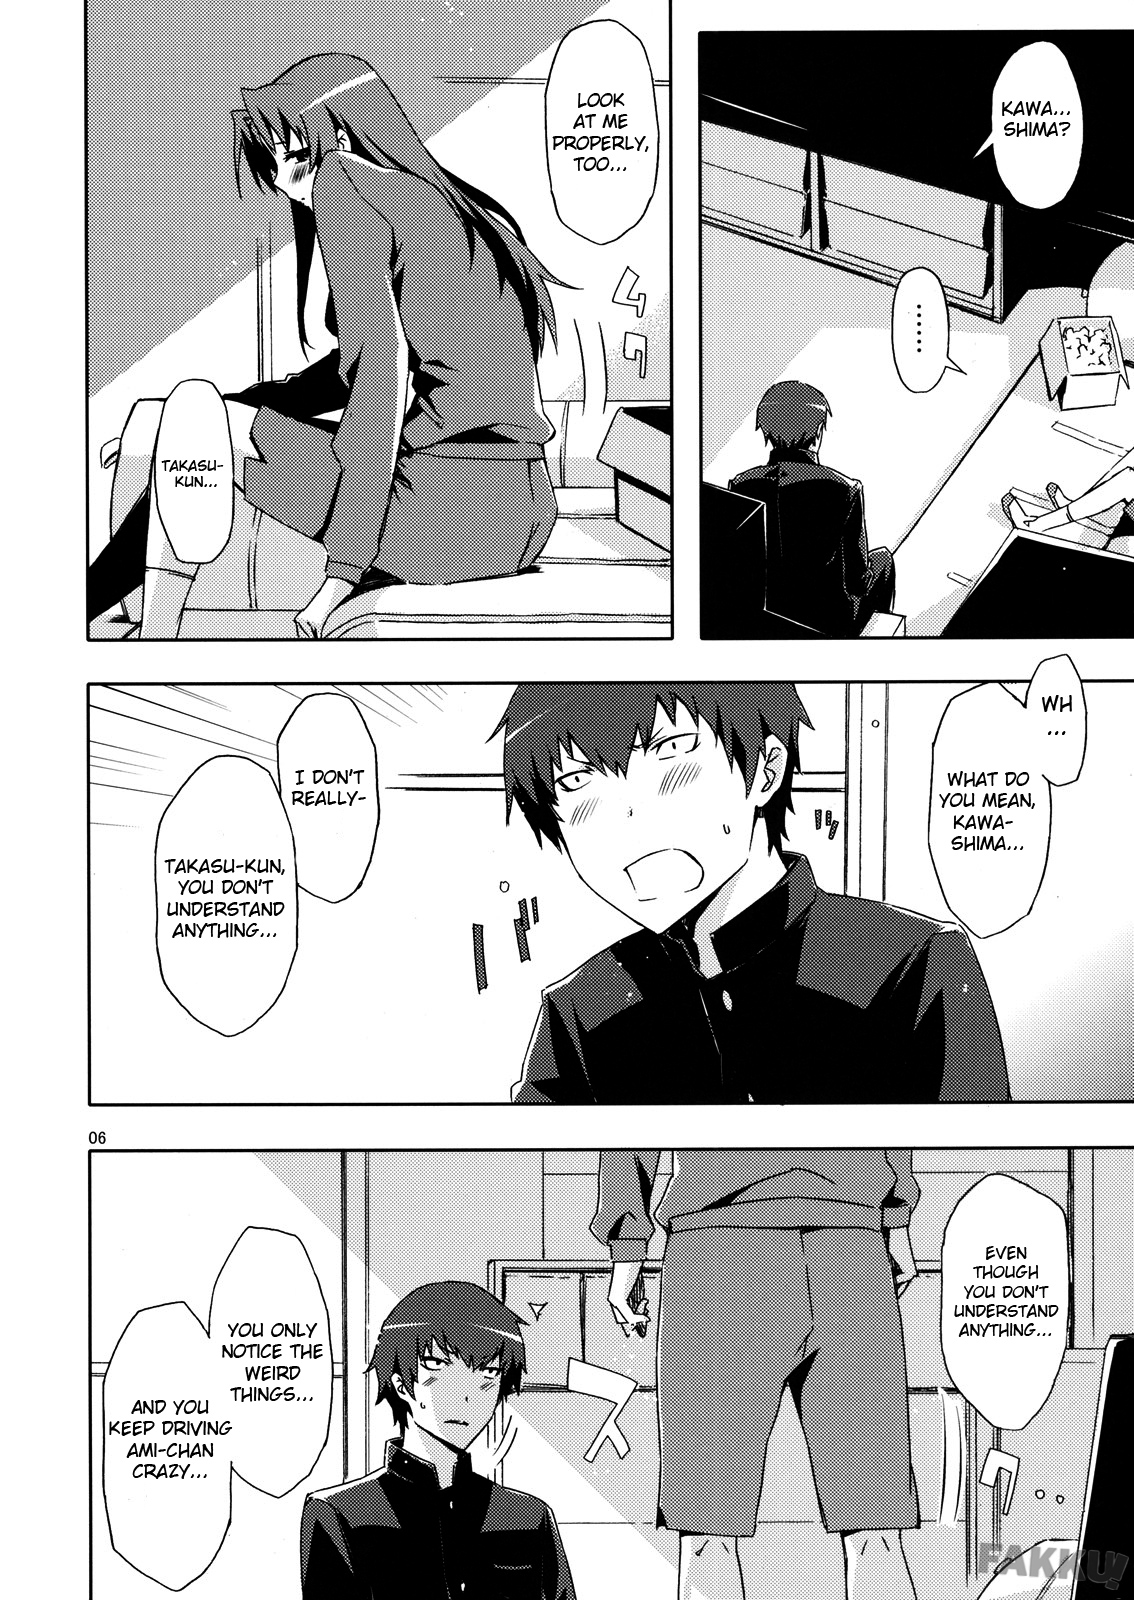 KAWA...
SHIMA?
.......
LOOK
AT ME
PROPERLY,
TOO...
TAKASU-
KUN...
WH
...
WHAT DO
YOU MEAN,
KAWA-
SHIMA...
I DON'T
REALLY-
TAKASU-KUN,
YOU DON'T
UNDERSTAND
ANYTHING...
06
EVEN
THOUGH
YOU DON'T
UNDERSTAND
ANYTHING...
YOU ONLY
NOTICE THE
WEIRD
THINGS...
AND YOU
KEEP DRIVING
AMI-CHAN
CRAZY...
FAKKU!